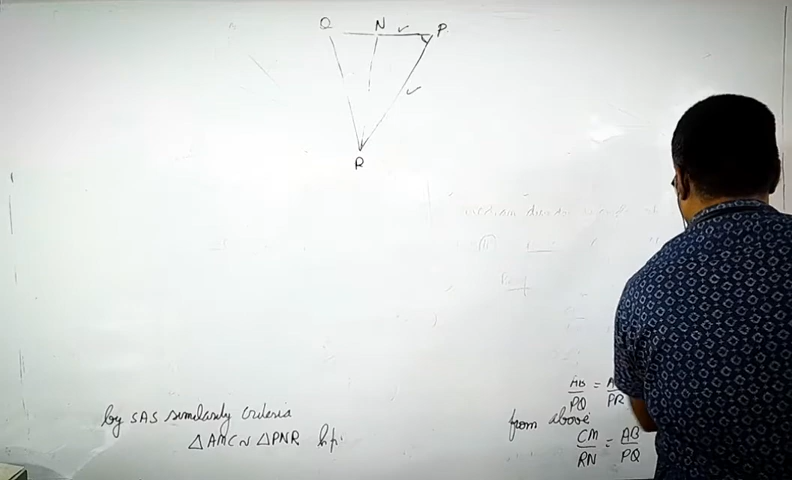 Q N P
R
by SAS similarity criteria
△AMC ~ △PNR h.p.
AB/PQ = A PR
from above
CM/RN = AB/PQ